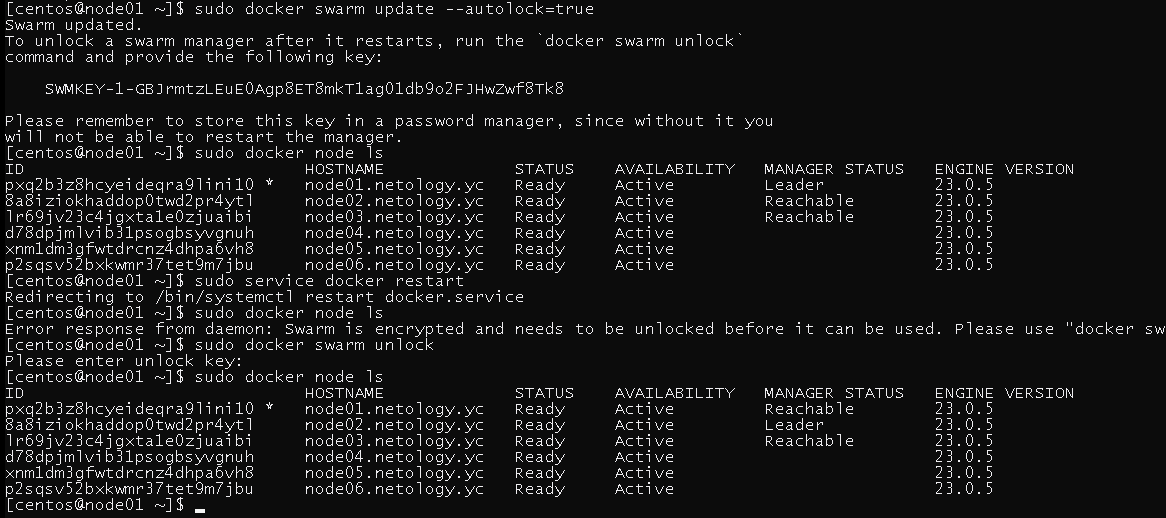 [centos@node01 ~]$ sudo docker swarm update --autolock=true
Swarm updated.
To unlock a swarm manager after it restarts, run the `docker swarm unlock`
command and provide the following key:
SWMKEY-1-GBJrmtzLEuE0Agp8ET8mkT1ag01db9o2FJHwZwf8Tk8
Please remember to store this key in a password manager, since without it you
will not be able to restart the manager.
[centos@node01 ~]$ sudo docker node ls
ID HOSTNAME STATUS AVAILABILITY MANAGER STATUS ENGINE VERSION
pxq2b3z8hcyeideqra9lini10 * node01.netology.yc Ready Active Leader 23.0.5
8a8iziokhaddop0twd2pr4ytl node02.netology.yc Ready Active Reachable 23.0.5
lr69jv23c4jgxta1e0zjuaibi node03.netology.yc Ready Active Reachable 23.0.5
d78dpjmlvib31psogbsyvgnuh node04.netology.yc Ready Active 23.0.5
xnm1dm3gfwtdrcnz4dhpa6vh8 node05.netology.yc Ready Active 23.0.5
p2sqsv52bxkwmr37tet9m7jbu node06.netology.yc Ready Active 23.0.5
[centos@node01 ~]$ sudo service docker restart
Redirecting to /bin/systemctl restart docker.service
[centos@node01 ~]$ sudo docker node ls
Error response from daemon: Swarm is encrypted and needs to be unlocked before it can be used. Please use "docker sw
[centos@node01 ~]$ sudo docker swarm unlock
Please enter unlock key:
[centos@node01 ~]$ sudo docker node ls
ID HOSTNAME STATUS AVAILABILITY MANAGER STATUS ENGINE VERSION
pxq2b3z8hcyeideqra9lini10 * node01.netology.yc Ready Active Reachable 23.0.5
8a8iziokhaddop0twd2pr4ytl node02.netology.yc Ready Active Leader 23.0.5
lr69jv23c4jgxta1e0zjuaibi node03.netology.yc Ready Active Reachable 23.0.5
d78dpjmlvib31psogbsyvgnuh node04.netology.yc Ready Active 23.0.5
xnm1dm3gfwtdrcnz4dhpa6vh8 node05.netology.yc Ready Active 23.0.5
p2sqsv52bxkwmr37tet9m7jbu node06.netology.yc Ready Active 23.0.5
[centos@node01 ~]$